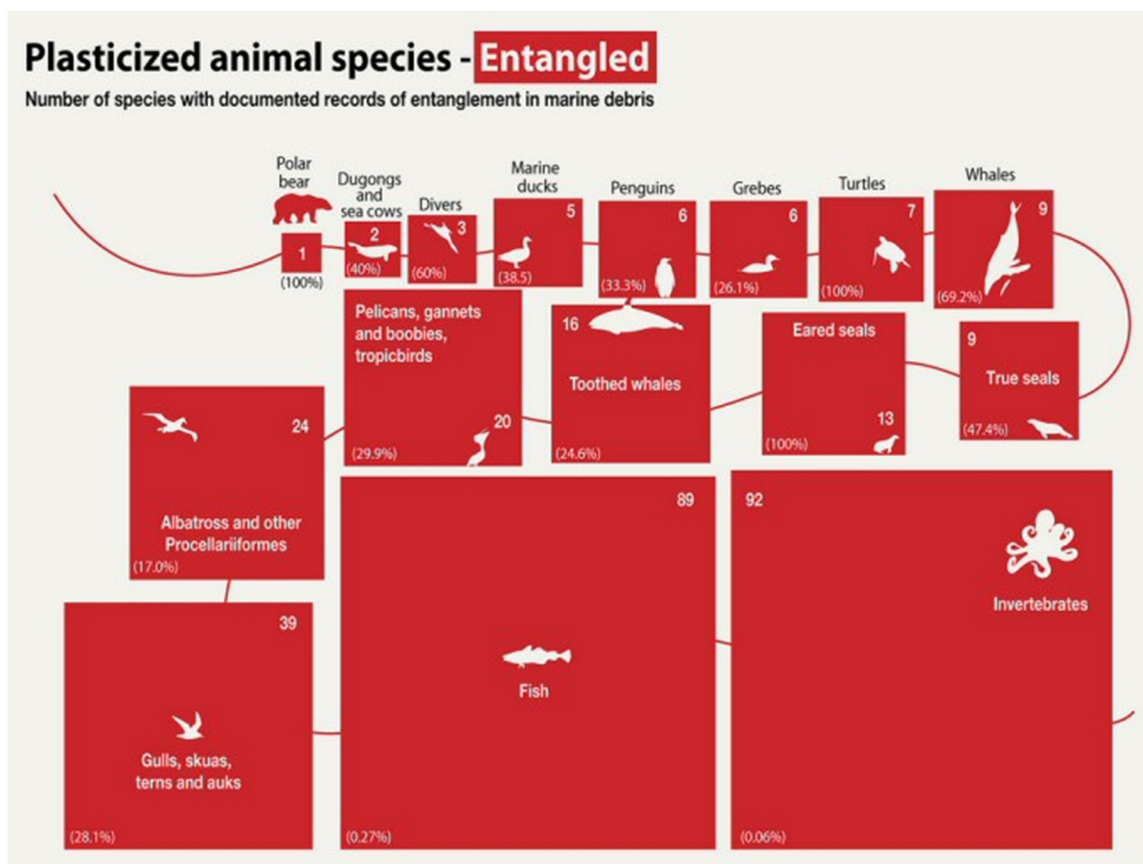 Plasticized animal species - Entangled
Number of species with documented records of entanglement in marine debris
Polar
bear
1
(100%)
Dugongs
and
sea cows
2
(40%)
Divers
3
(60%)
Marine
ducks
5
(38.5)
Penguins
6
(33.3%)
Grebes
6
(26.1%)
Turtles
7
(100%)
Whales
9
(69.2%)
Pelicans, gannets
and boobies,
tropicbirds
20
(29.9%)
16
Toothed whales
(24.6%)
Eared seals
13
(100%)
9
True seals
(47.4%)
24
Albatross and other
Procellariiformes
(17.0%)
39
Gulls, skuas,
terns and auks
(28.1%)
89
Fish
(0.27%)
92
Invertebrates
(0.06%)